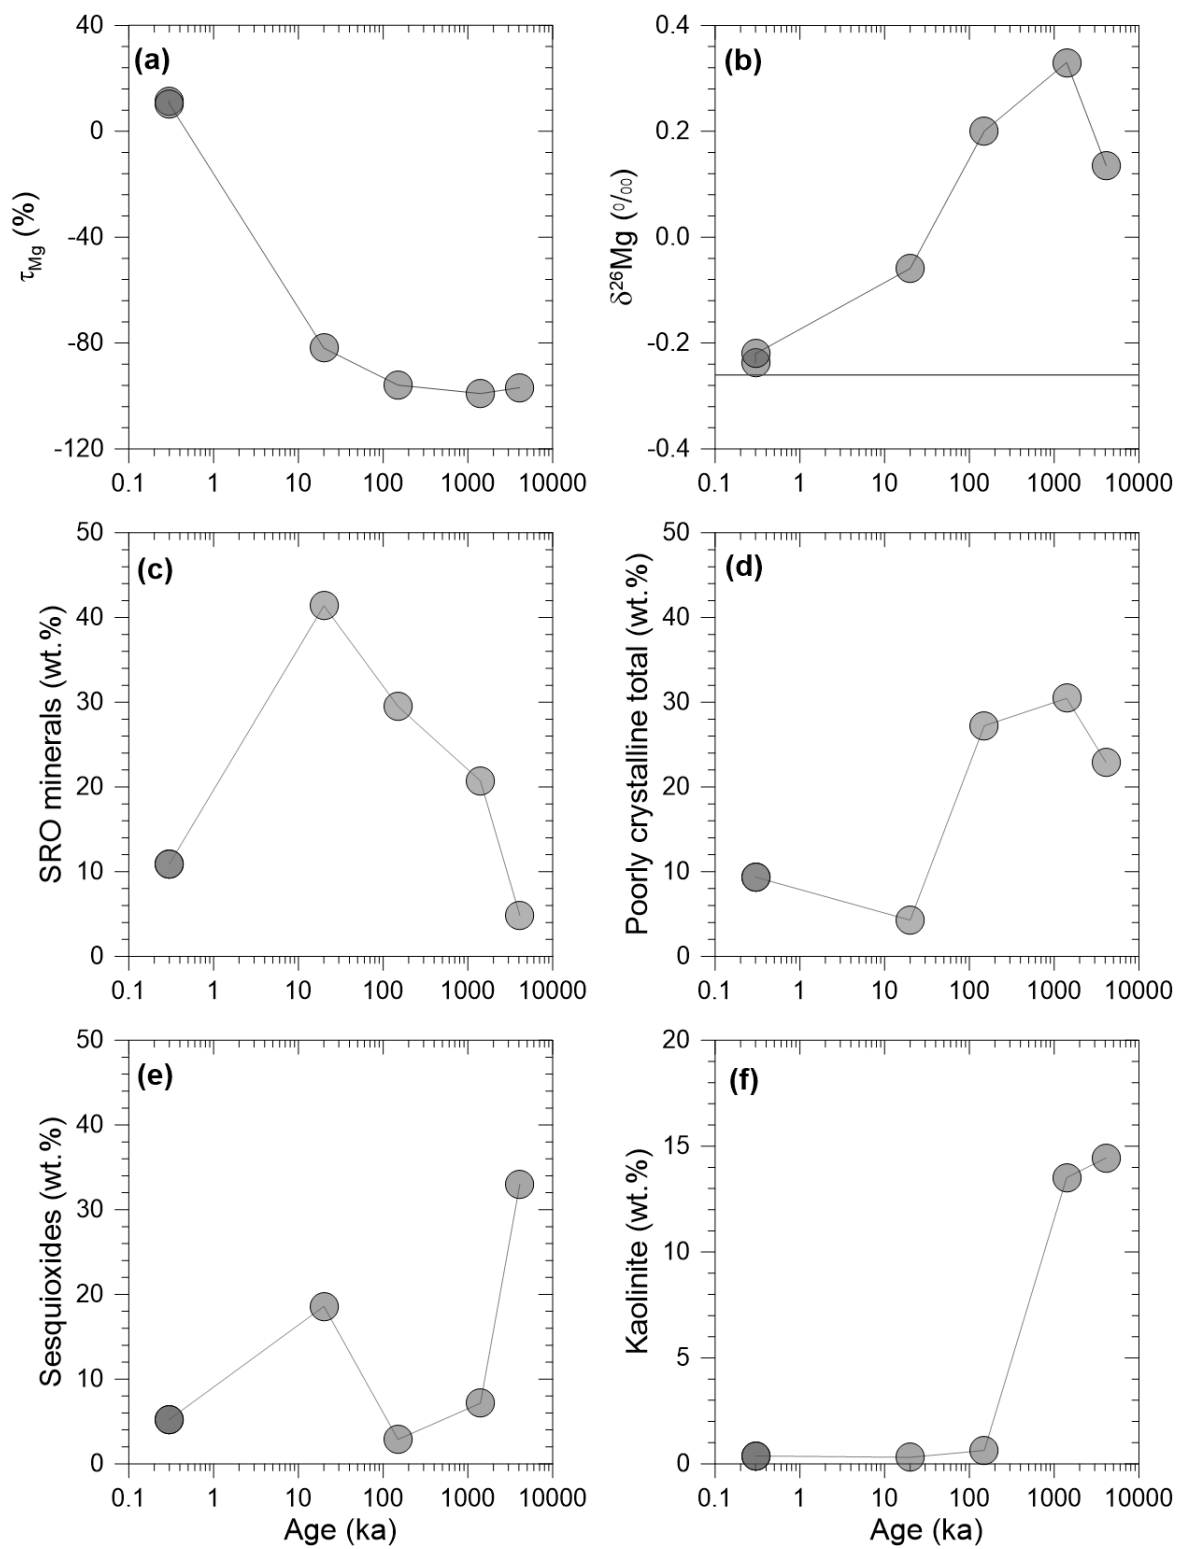 (a)
τMg (%)
40
0
-40
-80
-120
0.1 1 10 100 1000 10000
(b)
δ26Mg (0/00)
0.4
0.2
0.0
-0.2
-0.4
0.1 1 10 100 1000 10000
(c)
SRO minerals (wt.%)
50
40
30
20
10
0
0.1 1 10 100 1000 10000
(d)
Poorly crystalline total (wt.%)
50
40
30
20
10
0
0.1 1 10 100 1000 10000
(e)
Sesquioxides (wt.%)
50
40
30
20
10
0
0.1 1 10 100 1000 10000
Age (ka)
(f)
Kaolinite (wt.%)
20
15
10
5
0
0.1 1 10 100 1000 10000
Age (ka)